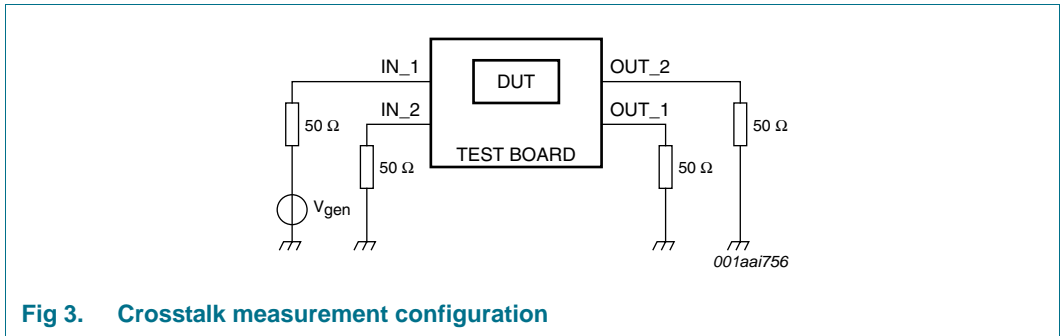 IN_1
OUT_2
DUT
IN_2
OUT_1
50 Ω
50 Ω
TEST BOARD
50 Ω
50 Ω
Vgen
001aai756
Fig 3. Crosstalk measurement configuration